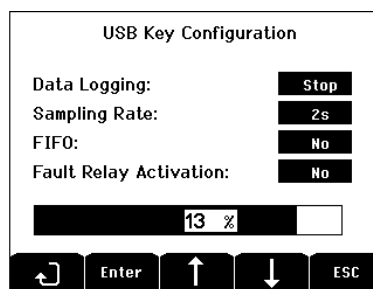 USB Key Configuration
Data Logging: Stop
Sampling Rate: 2s
FIFO: No
Fault Relay Activation: No
13 %
Enter ESC